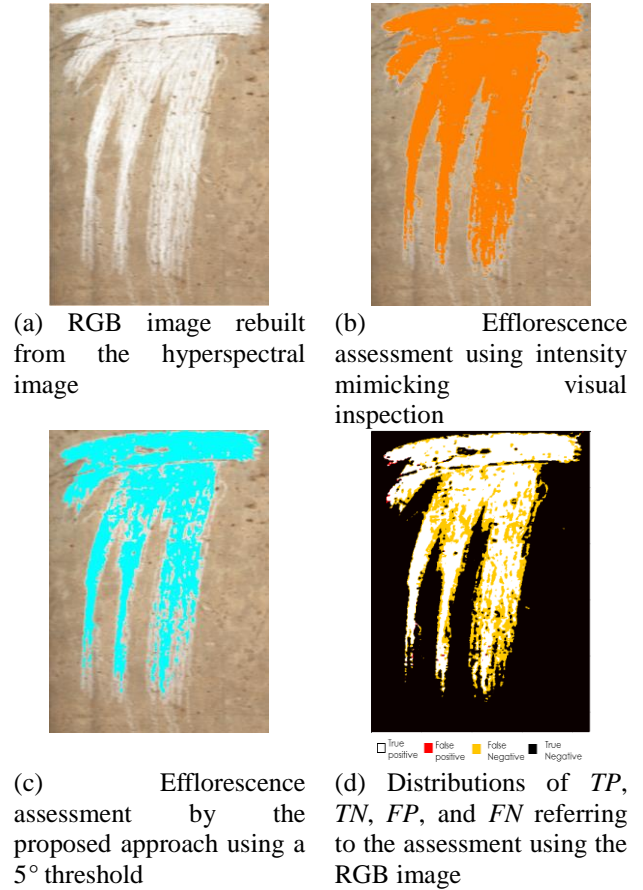 (a) RGB image rebuilt
from the hyperspectral
image
(b) Efflorescence
assessment using intensity
mimicking visual
inspection
True positive
False positive
False Negative
True Negative
(c) Efflorescence
assessment by the
proposed approach using a
5° threshold
(d) Distributions of TP,
TN, FP, and FN referring
to the assessment using the
RGB image